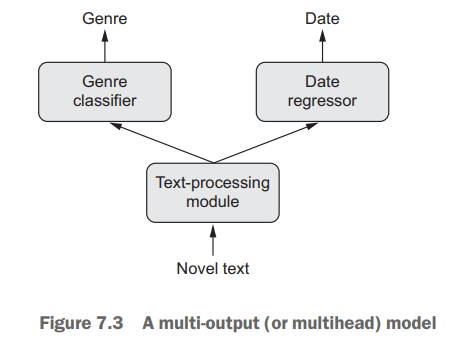 Genre
Date
Genre
classifier
Date
regressor
Text-processing
module
Novel text
Figure 7.3 A multi-output (or multihead) model